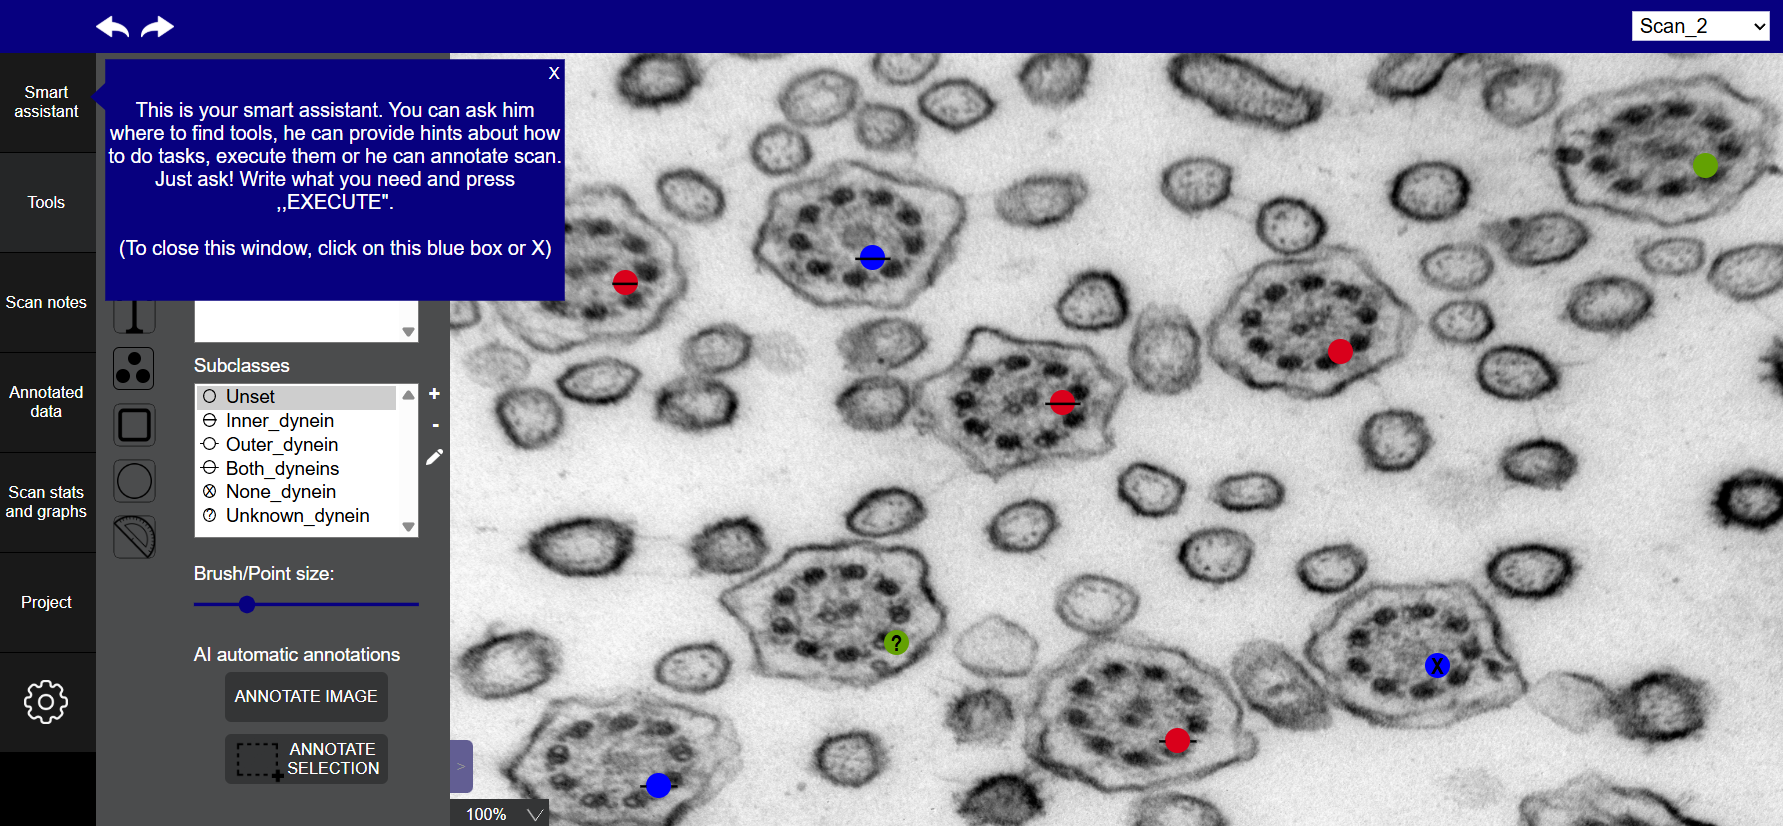 Scan_2
Smart
assistant
Tools
Scan notes
Annotated
data
Scan stats
and graphs
Project
X
This is your smart assistant. You can ask him
where to find tools, he can provide hints about how
to do tasks, execute them or he can annotate scan.
Just ask! Write what you need and press
,,EXECUTE".
(To close this window, click on this blue box or X)
Subclasses
Unset
Inner_dynein
Outer_dynein
Both_dyneins
None_dynein
Unknown_dynein
+
-
Brush/Point size:
AI automatic annotations
ANNOTATE IMAGE
ANNOTATE
SELECTION
>
100%
?
X